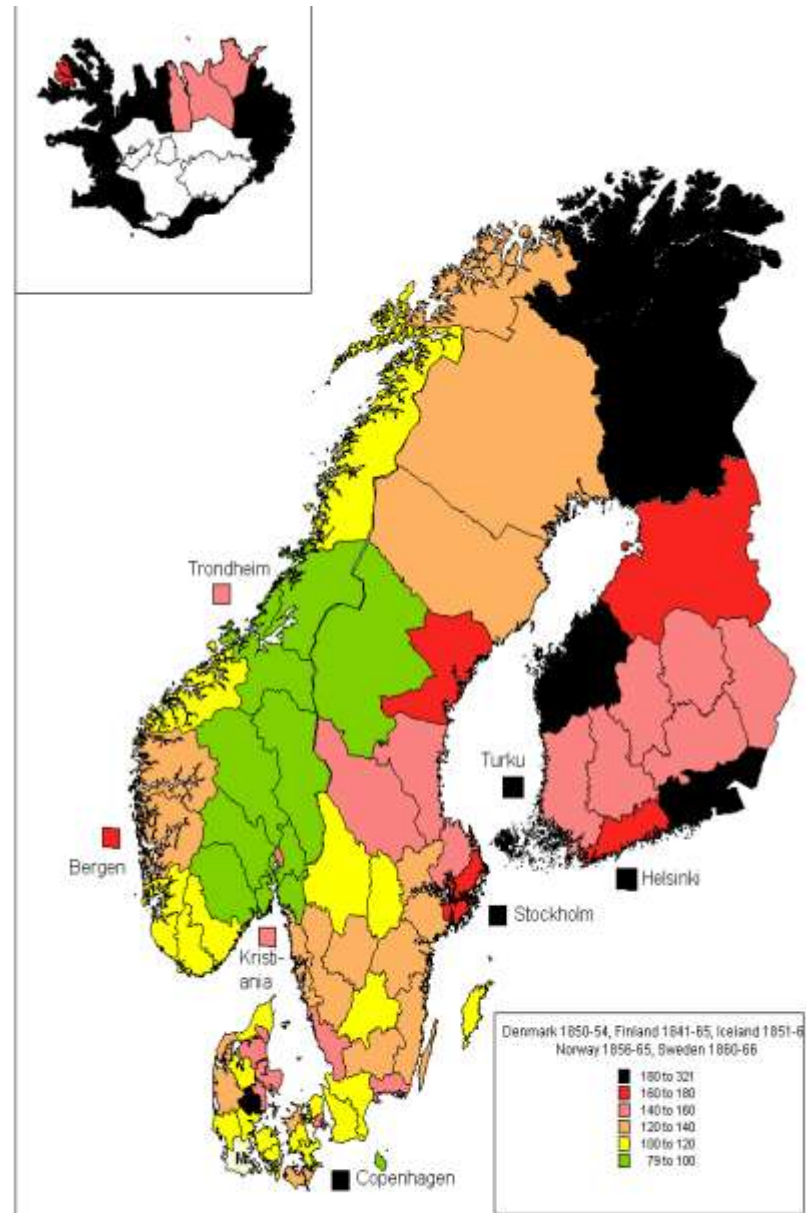 Trondheim
Turku
Bergen
Helsinki
Stockholm
Kristi-
ania
Copenhagen
Denmark 1850-54, Finland 1841-65, Iceland 1851-6
Norway 1856-65, Sweden 1860-66
180 to 321
160 to 180
140 to 160
120 to 140
100 to 120
79 to 100